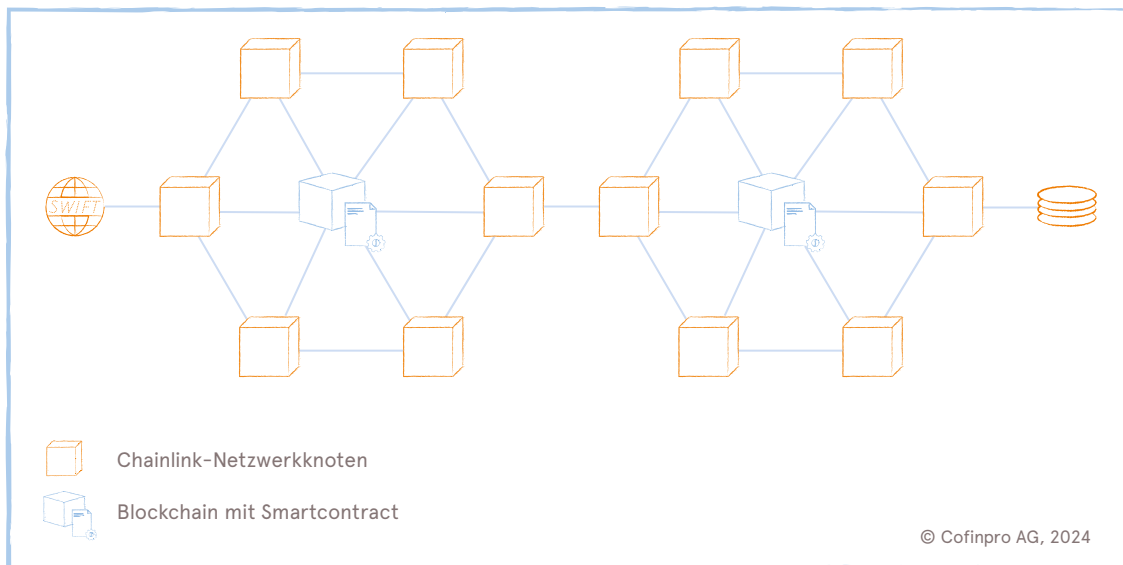 SWIFT
Chainlink-Netzwerkknoten
Blockchain mit Smartcontract
© Cofinpro AG, 2024